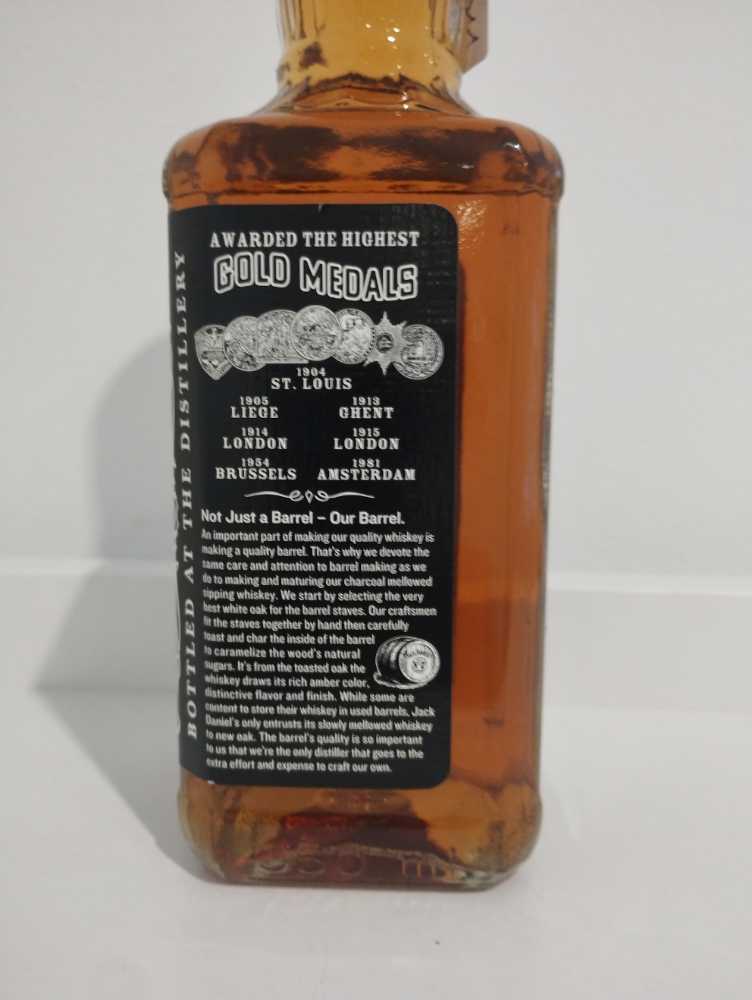 AWARDED THE HIGHEST
GOLD MEDALS
1904
ST. LOUIS
1905 1913
LIEGE GHENT
1914 1915
LONDON LONDON
1954 1981
BRUSSELS AMSTERDAM
Not Just a Barrel – Our Barrel.
An important part of making our quality whiskey is
making a quality barrel. That's why we devote the
same care and attention to barrel making as we
do to making and maturing our charcoal mellowed
sipping whiskey. We start by selecting the very
best white oak for the barrel staves. Our craftsmen
fit the staves together by hand then carefully
toast and char the inside of the barrel
to caramelize the wood's natural
sugars. It's from the toasted oak the
whiskey draws its rich amber color,
distinctive flavor and finish. While some are
content to store their whiskey in used barrels, Jack
Daniel's only entrusts its slowly mellowed whiskey
to new oak. The barrel's quality is so important
to us that we're the only distiller that goes to the
extra effort and expense to craft our own.
BOTTLED AT THE DISTILLERY